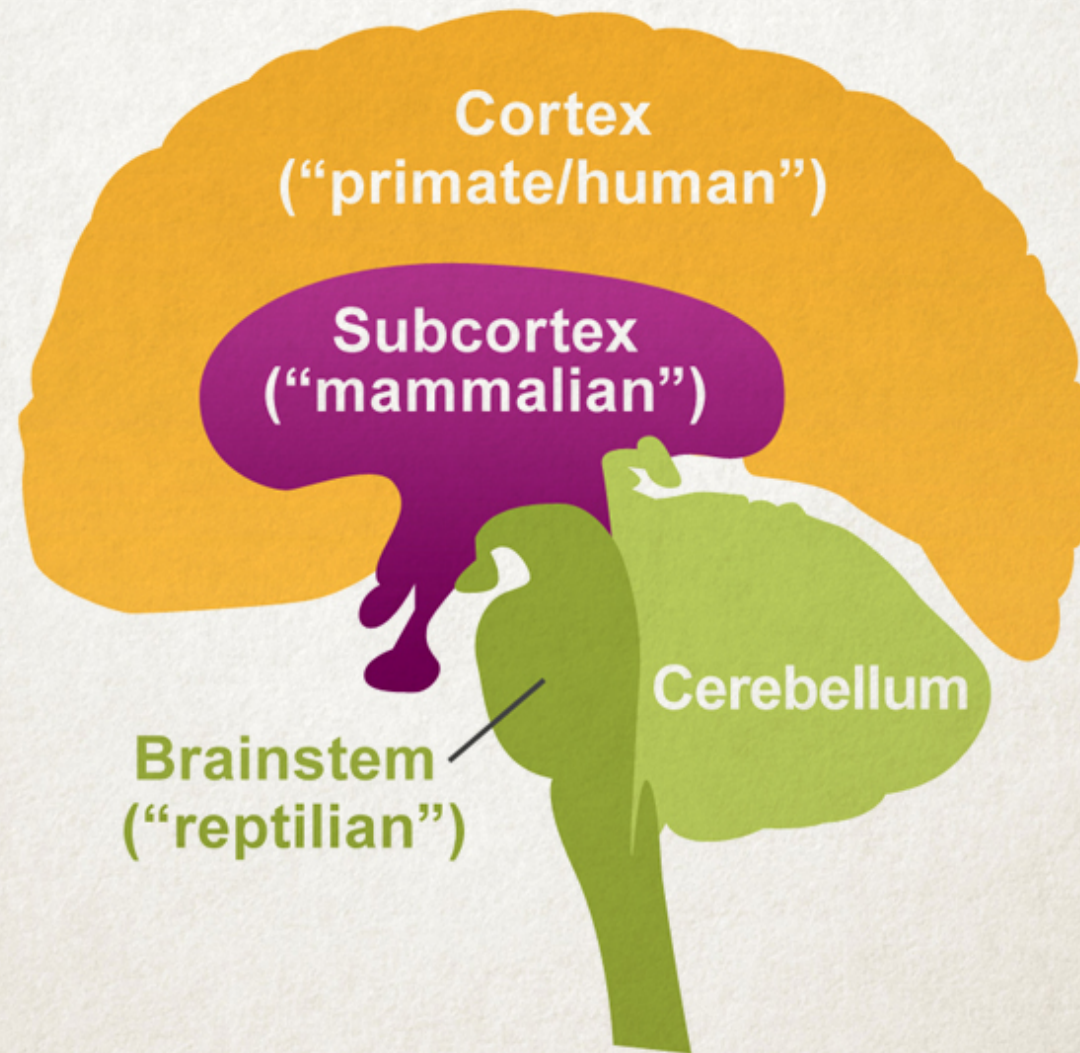 Cortex
(“primate/human”)
Subcortex
(“mammalian”)
Cerebellum
Brainstem
(“reptilian”)